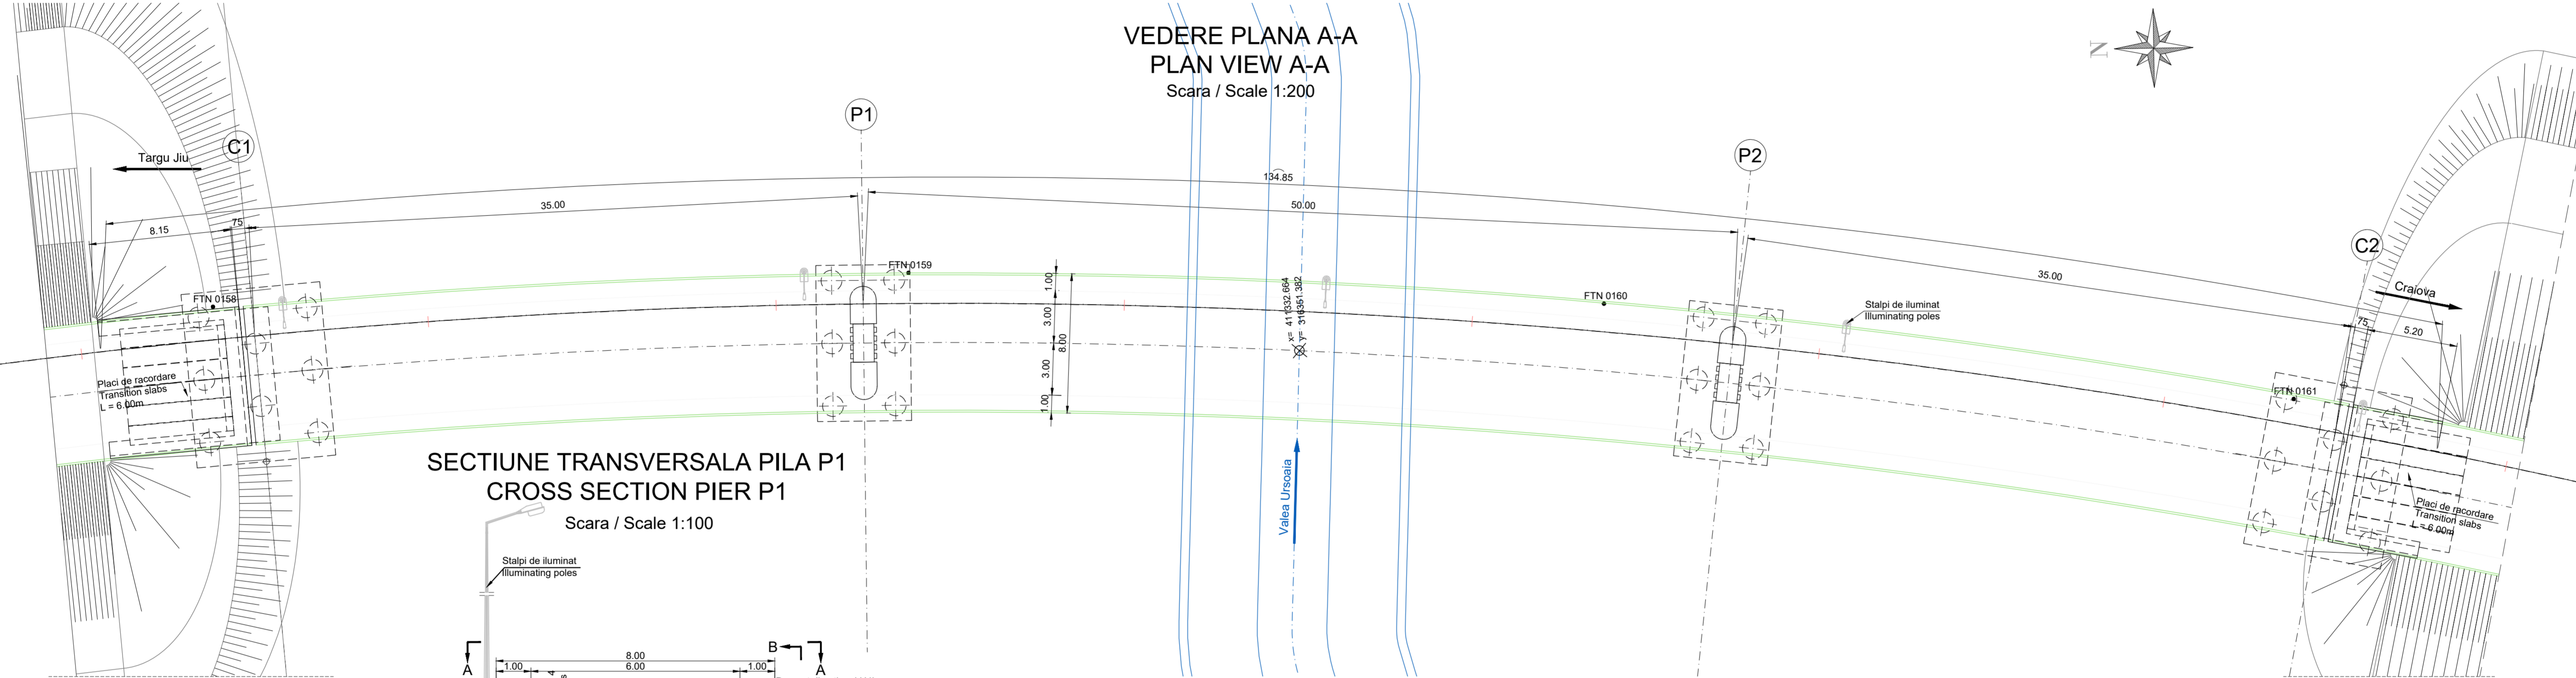 VEDERE PLANA A-A
PLAN VIEW A-A
Scara / Scale 1:200
N
P1
C1
Targu Jiu
P2
134.85
35.00
50.00
75
8.15
C2
35.00
Craiova
FTN 0159
FTN 0158
FTN 0160
Stalpi de iluminat
Illuminating poles
75
5.20
1.00
3.00
8.00
3.00
1.00
x= 411332.664
y= 316351.382
Placi de racordare
Transition slabs
L = 6.00m
FTN 0161
Placi de racordare
Transition slabs
L = 6.00m
Valea Ursoaia
SECTIUNE TRANSVERSALA PILA P1
CROSS SECTION PIER P1
Scara / Scale 1:100
Stalpi de iluminat
Illuminating poles
A
B
A
8.00
1.00
6.00
1.00